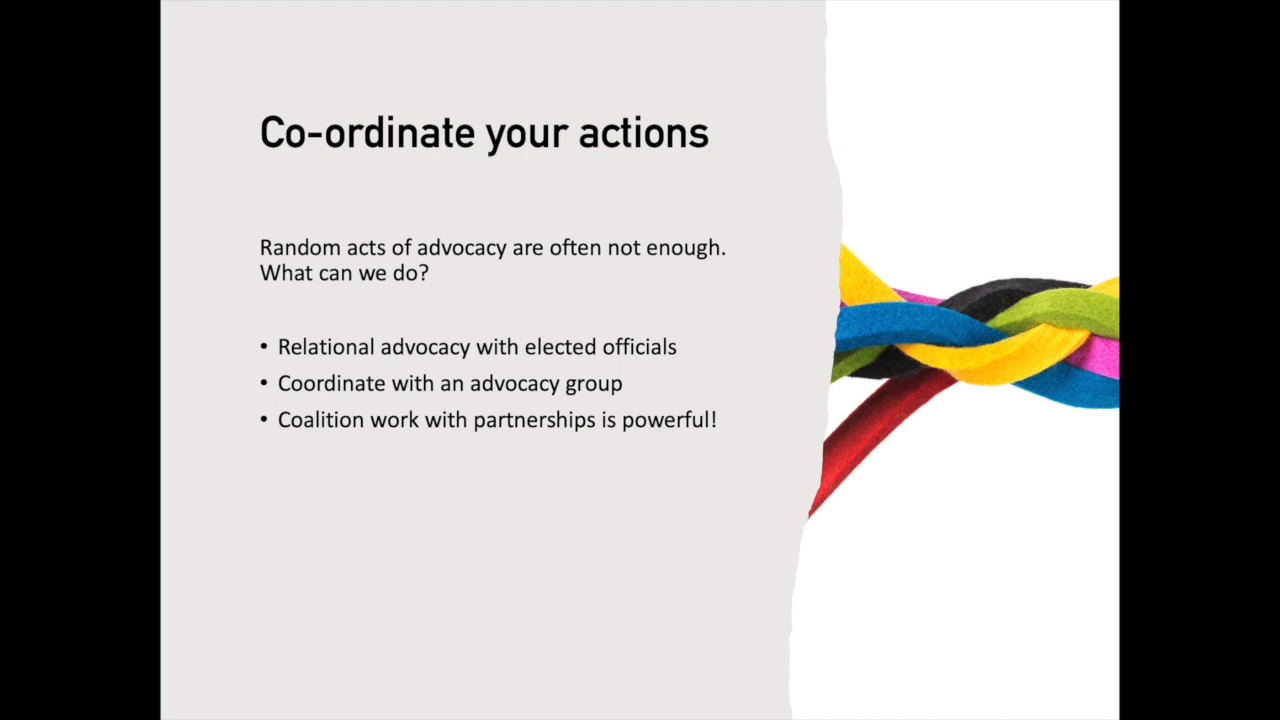 Co-ordinate your actions
Random acts of advocacy are often not enough.
What can we do?
• Relational advocacy with elected officials
• Coordinate with an advocacy group
• Coalition work with partnerships is powerful!